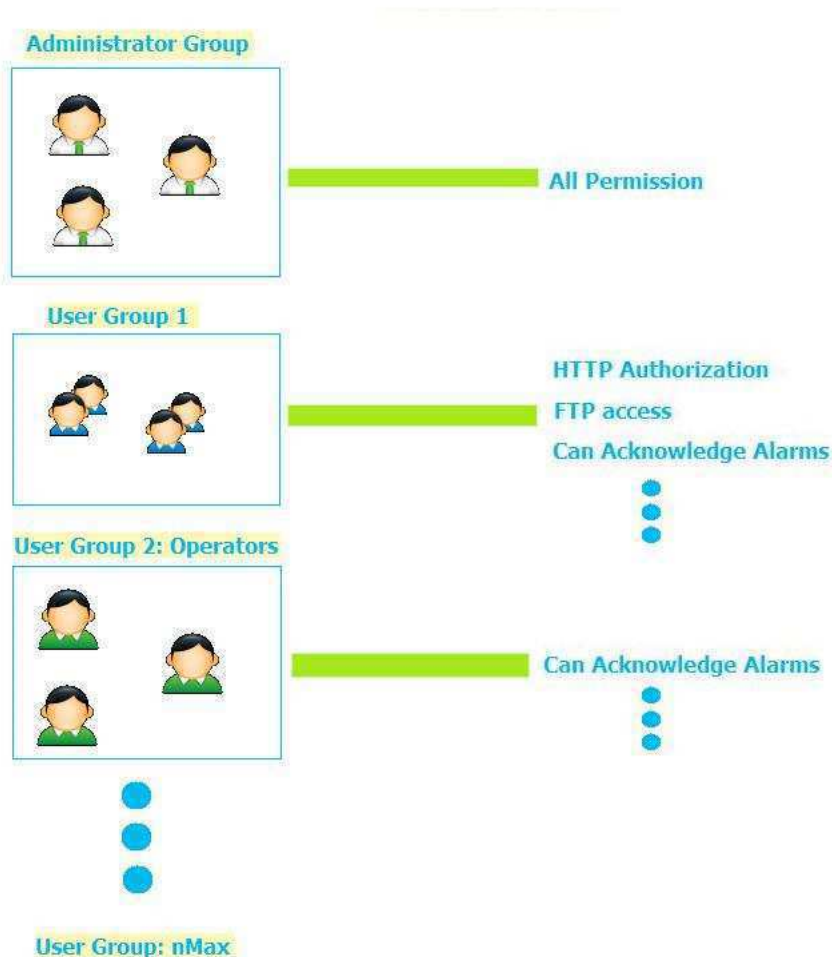 Administrator Group
All Permission
User Group 1
HTTP Authorization
FTP access
Can Acknowledge Alarms
User Group 2: Operators
Can Acknowledge Alarms
User Group: nMax